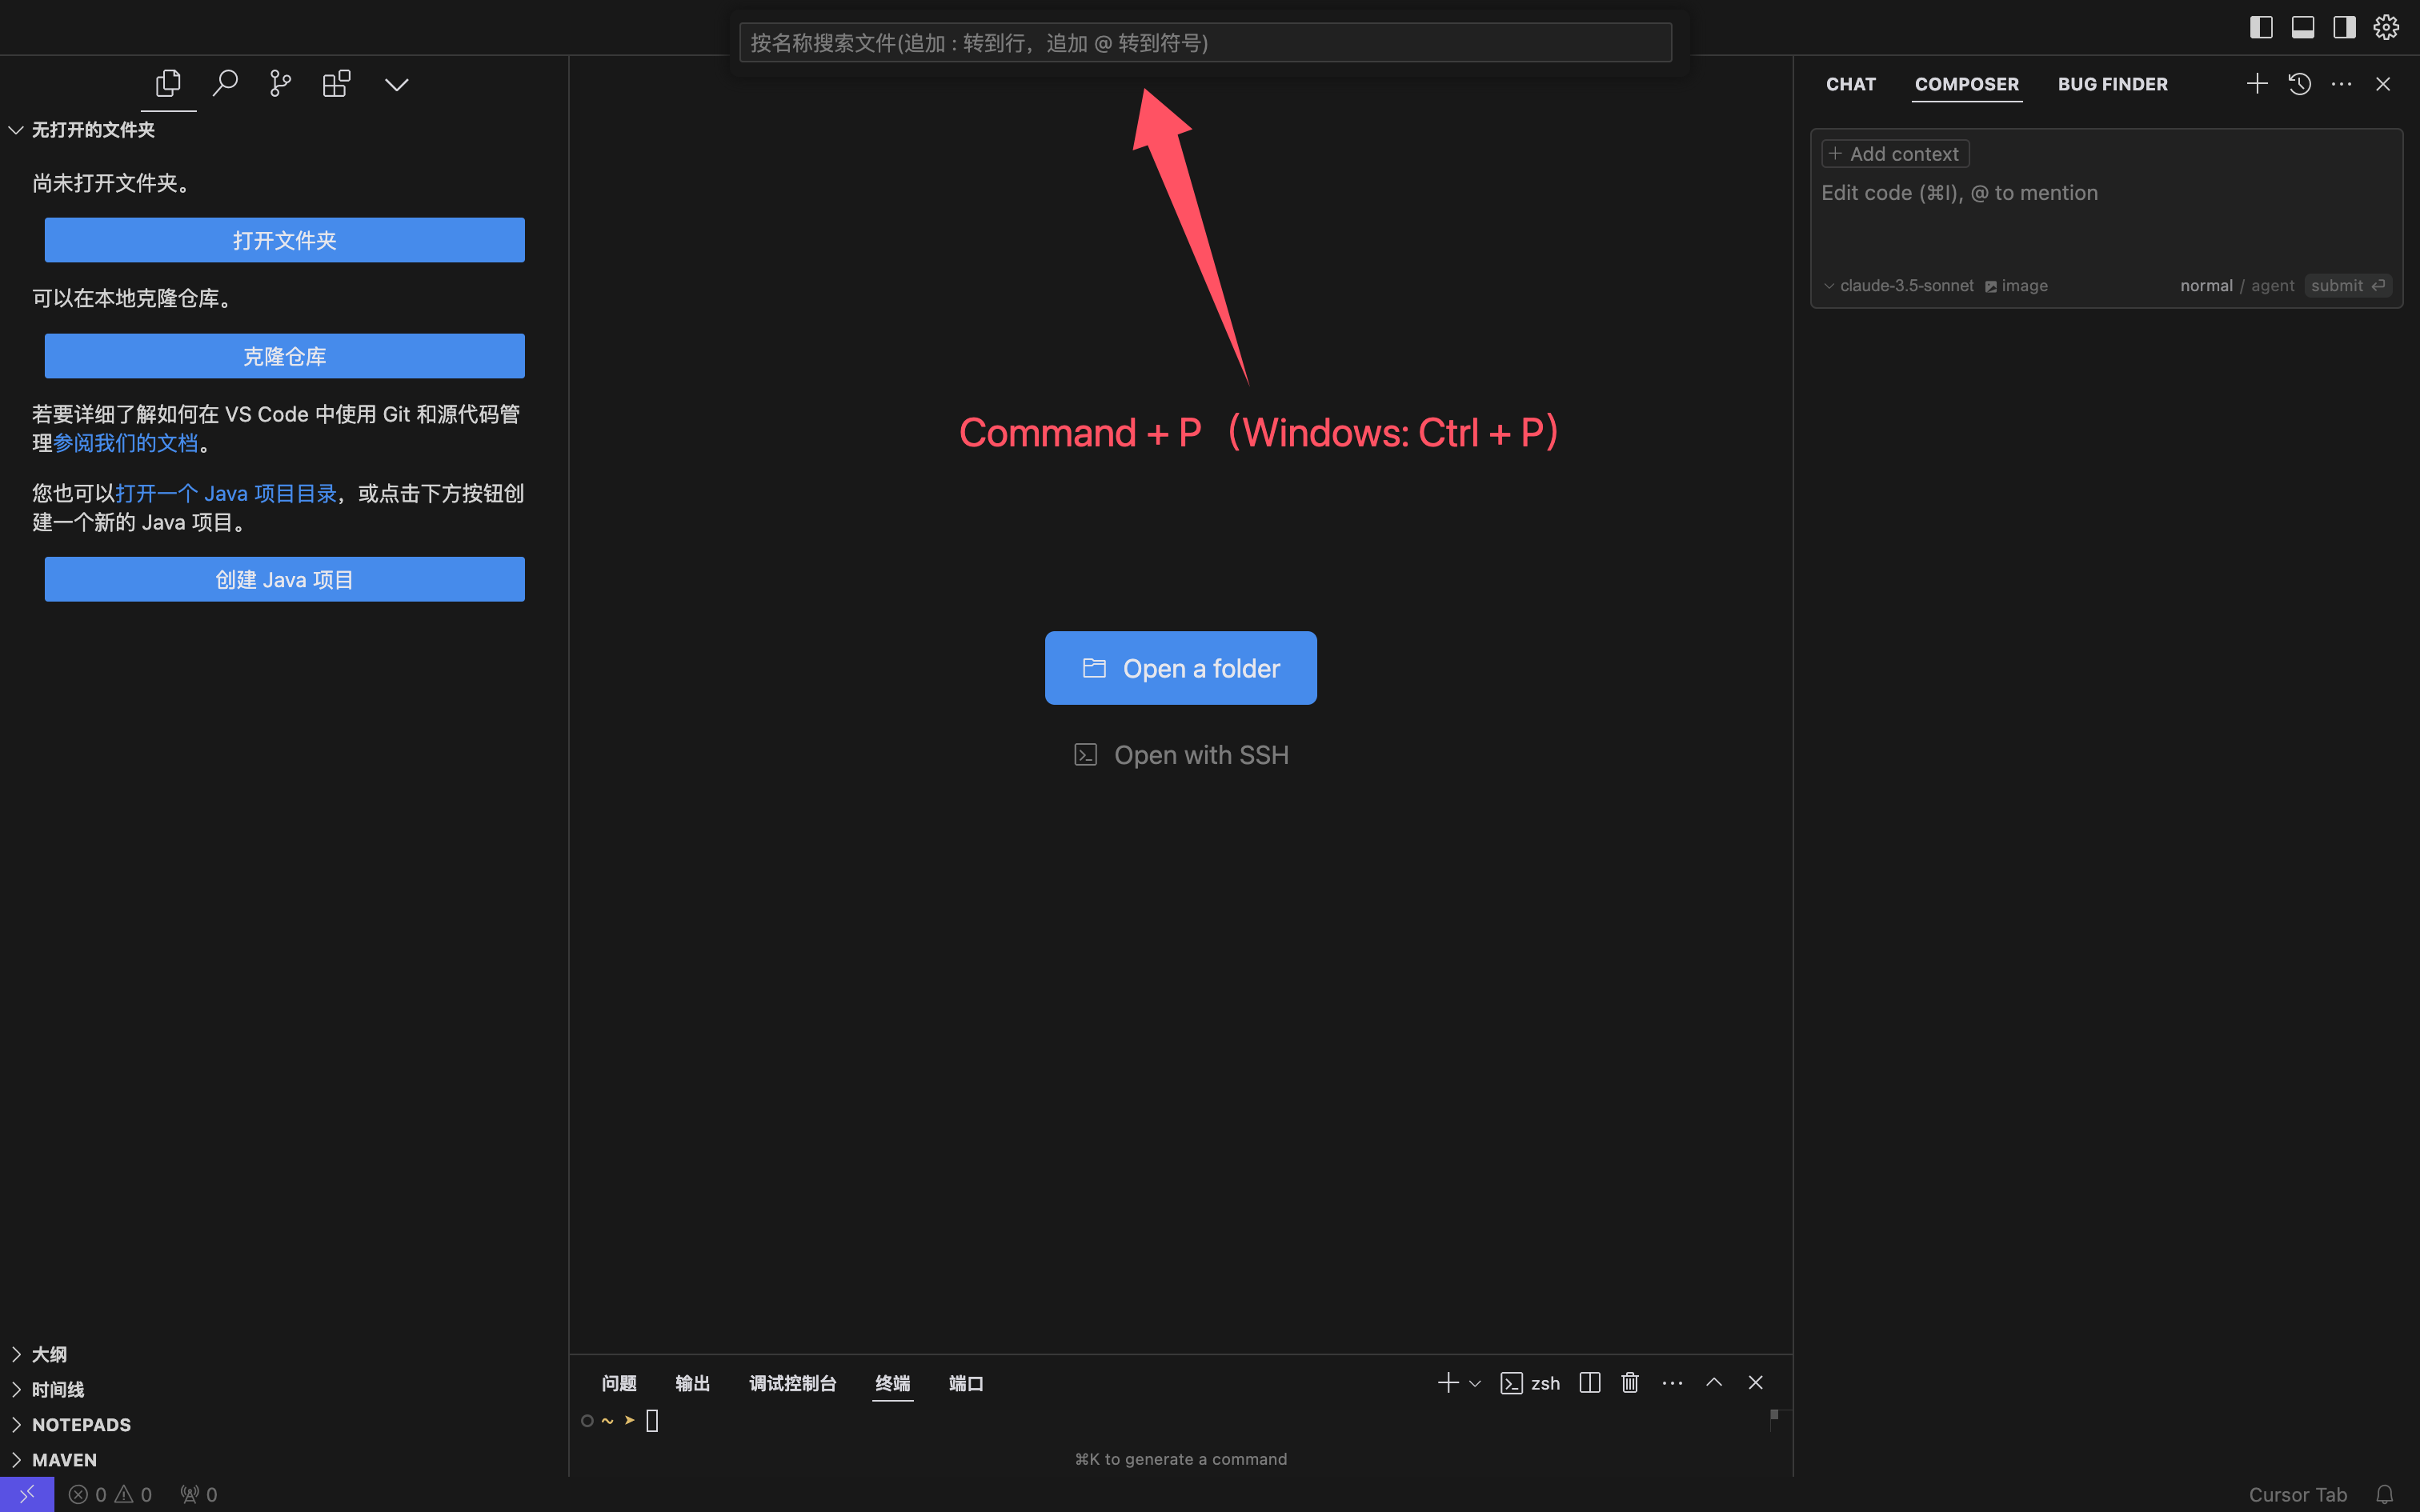 按名称搜索文件(追加 : 转到行，追加 @ 转到符号)
无打开的文件夹
尚未打开文件夹。
打开文件夹
可以在本地克隆仓库。
克隆仓库
若要详细了解如何在 VS Code 中使用 Git 和源代码管
理参阅我们的文档。
您也可以打开一个 Java 项目目录，或点击下方按钮创
建一个新的 Java 项目。
创建 Java 项目
大纲
时间线
NOTEPADS
MAVEN
Command + P（Windows: Ctrl + P）
Open a folder
Open with SSH
问题 输出 调试控制台 终端 端口
zsh
~
⌘K to generate a command
CHAT COMPOSER BUG FINDER
+ Add context
Edit code (⌘I), @ to mention
claude-3.5-sonnet image normal / agent submit
0 0 0
Cursor Tab